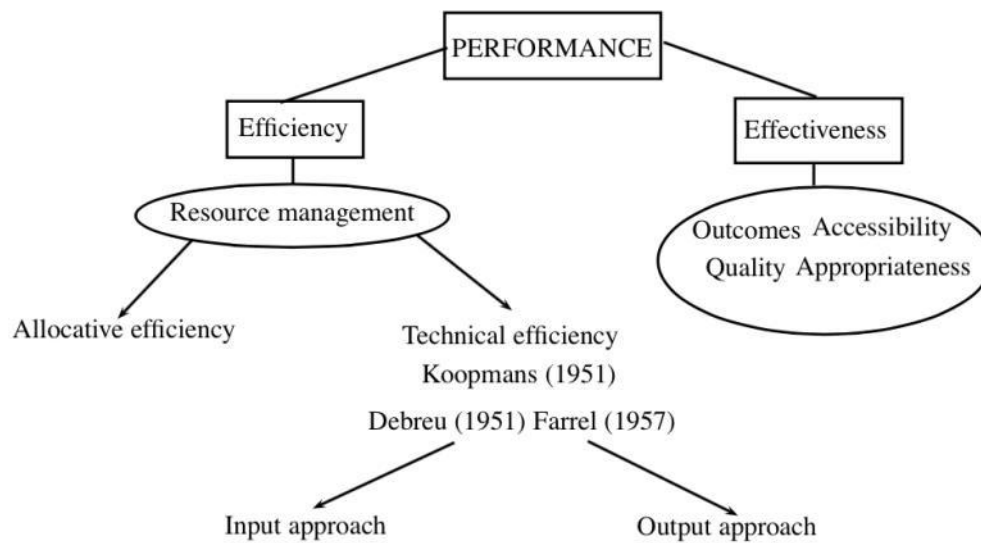 PERFORMANCE
Efficiency
Effectiveness
Resource management
Outcomes Accessibility
Quality Appropriateness
Allocative efficiency
Technical efficiency
Koopmans (1951)
Debreu (1951) Farrel (1957)
Input approach
Output approach